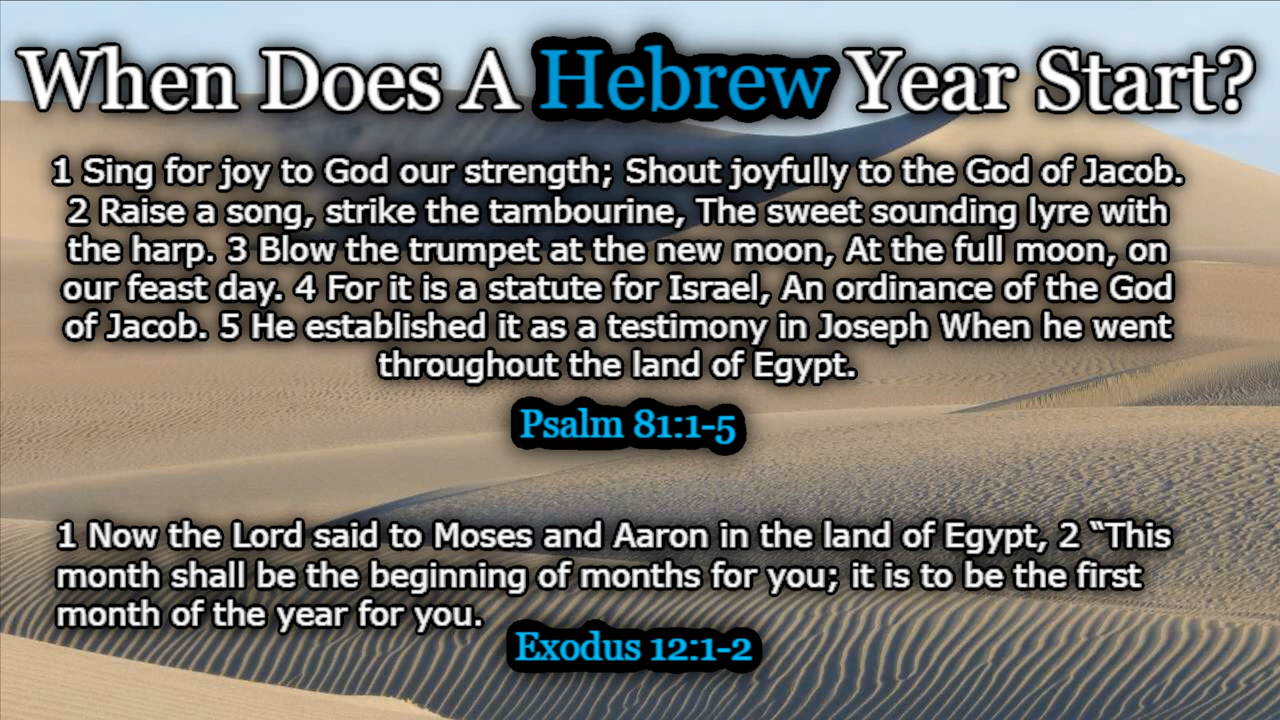 When Does A Hebrew Year Start?
1 Sing for joy to God our strength; Shout joyfully to the God of Jacob.
2 Raise a song, strike the tambourine, The sweet sounding lyre with
the harp. 3 Blow the trumpet at the new moon, At the full moon, on
our feast day. 4 For it is a statute for Israel, An ordinance of the God
of Jacob. 5 He established it as a testimony in Joseph When he went
throughout the land of Egypt.
Psalm 81:1-5
1 Now the Lord said to Moses and Aaron in the land of Egypt, 2 “This
month shall be the beginning of months for you; it is to be the first
month of the year for you.
Exodus 12:1-2